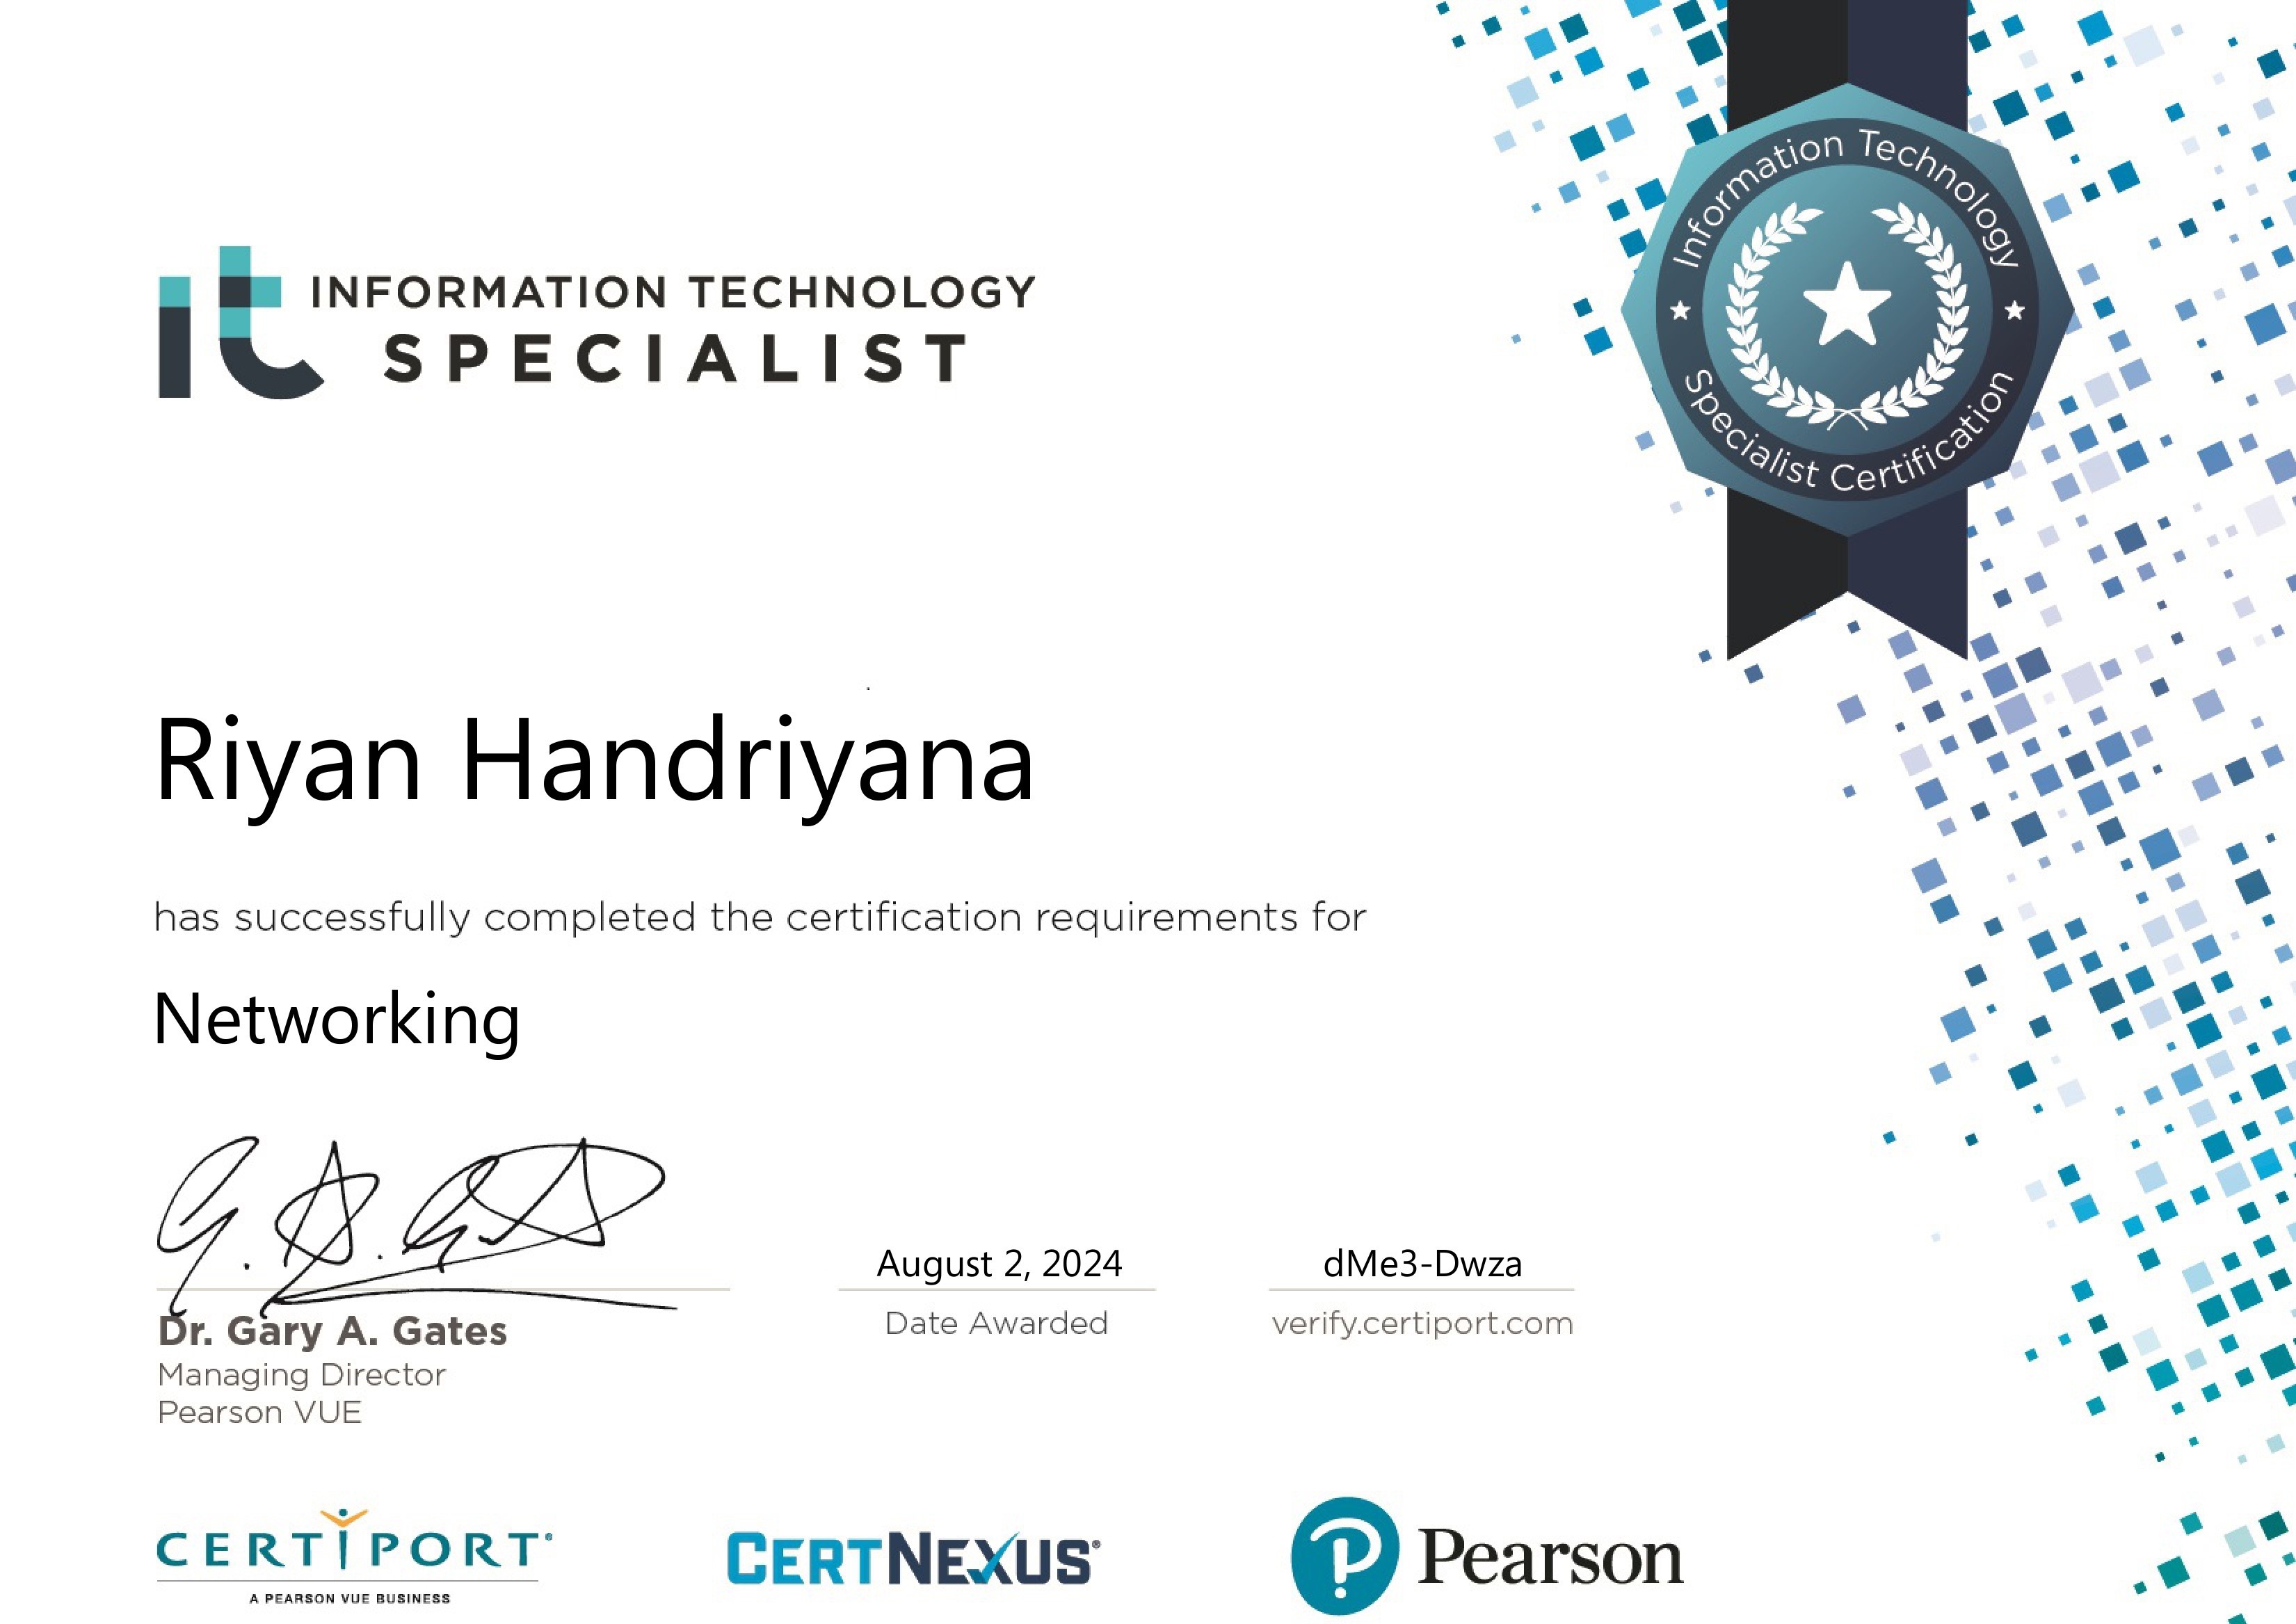 it INFORMATION TECHNOLOGY
SPECIALIST
Information Technology
Specialist Certification
Riyan Handriyana
has successfully completed the certification requirements for
Networking
G. A. Gates
August 2, 2024
dMe3-Dwza
Dr. Gary A. Gates
Date Awarded
verify.certiport.com
Managing Director
Pearson VUE
CERTIPORT®
A PEARSON VUE BUSINESS
CERTNEXUS®
P Pearson